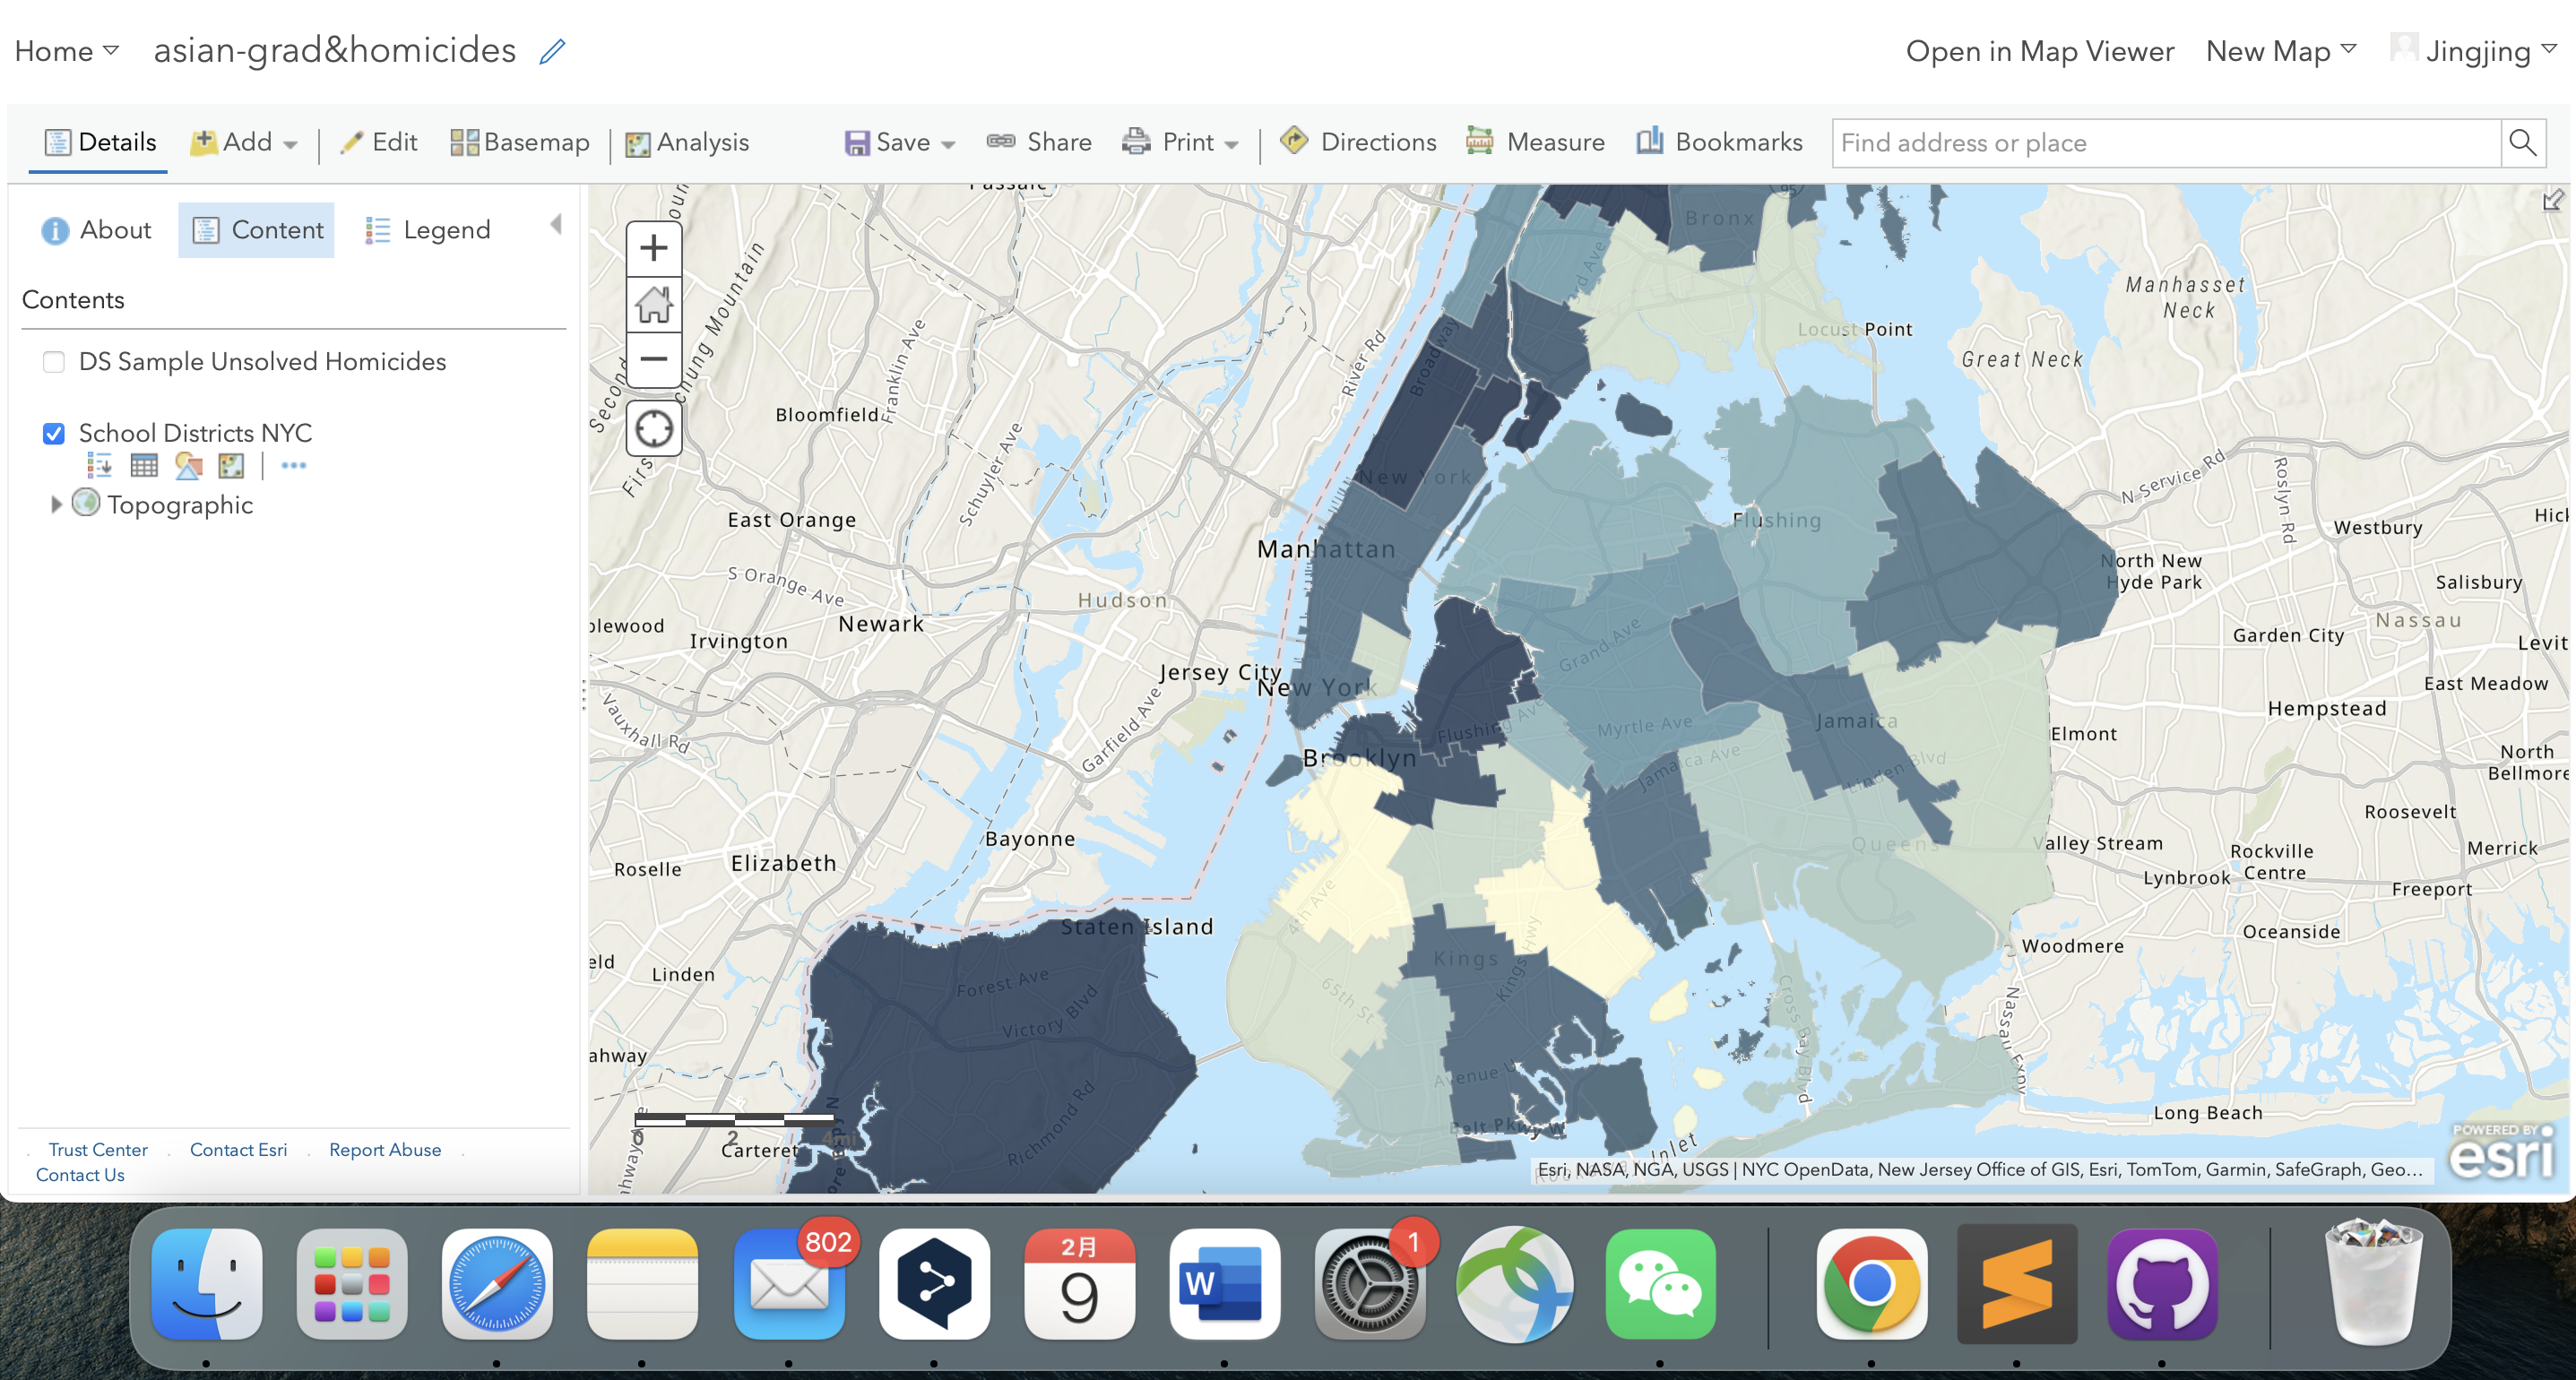 Home
asian-grad&homicides
Open in Map Viewer
New Map
Jingjing
Details
Add
Edit
Basemap
Analysis
Save
Share
Print
Directions
Measure
Bookmarks
Find address or place
About
Content
Legend
Contents
DS Sample Unsolved Homicides
School Districts NYC
Topographic
Trust Center
Contact Esri
Report Abuse
Contact Us
Passaic
Bronx
Manhasset
Neck
Locust Point
Great Neck
River Rd
Broadway
Franklin Ave
Bloomfield
Schuyler Ave
New York
N Service Rd
Roslyn Rd
East Orange
Flushing
Westbury
Manhattan
North New
Hyde Park
S Orange Ave
Salisbury
Hudson
Newark
Irvington
Grand Ave
Garden City
Nassau
Jersey City
New York
East Meadow
Hempstead
Vauxhall Rd
Garfield Ave
Flushing Ave
Myrtle Ave
Jamaica
Elmont
Brooklyn
Jamaica Ave
Linden Blvd
North
Bellmore
Roosevelt
Bayonne
Queens
Valley Stream
Rockville
Centre
Merrick
Roselle
Elizabeth
Lynbrook
Freeport
4th Ave
Staten Island
Oceanside
Woodmere
Kings
Kings Hwy
Linden
Forest Ave
65th St
Victory Blvd
Cross Bay Blvd
Nassau Expy
Avenue U
Richmond Rd
Long Beach
Belt Pkwy W
Inlet
0 2 4mi
Carteret
Esri, NASA, NGA, USGS | NYC OpenData, New Jersey Office of GIS, Esri, TomTom, Garmin, SafeGraph, Geo...
POWERED BY
esri
802
2月
9
W
1